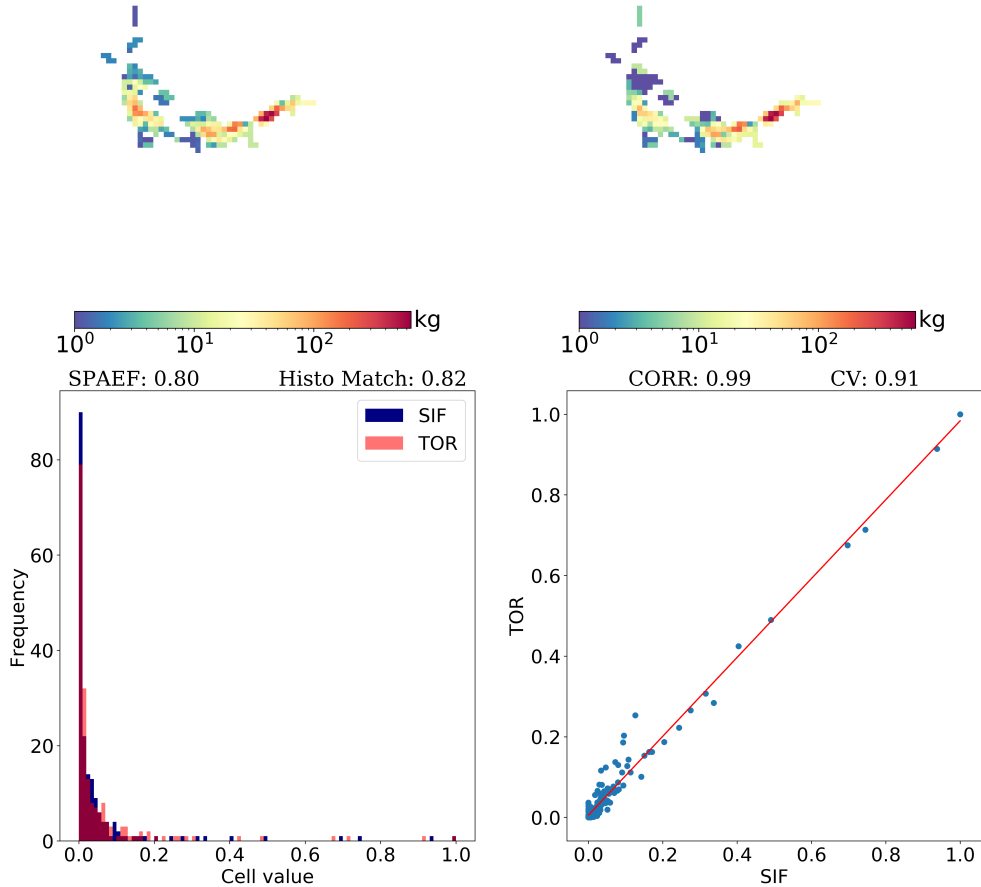 kg
10^0 10^1 10^2
kg
10^0 10^1 10^2
SPAEF: 0.80 Histo Match: 0.82
CORR: 0.99 CV: 0.91
SIF
TOR
80
60
40
20
0
Frequency
0.0 0.2 0.4 0.6 0.8 1.0
Cell value
1.0
0.8
0.6
0.4
0.2
0.0
TOR
0.0 0.2 0.4 0.6 0.8 1.0
SIF